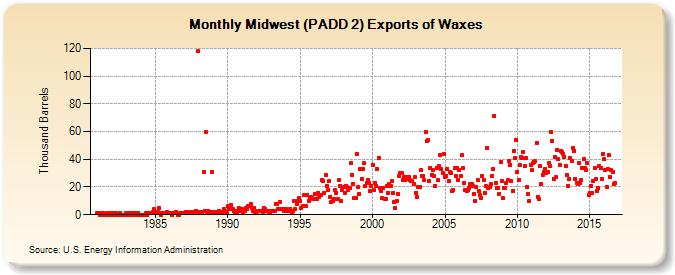 Monthly Midwest (PADD 2) Exports of Waxes
Thousand Barrels
120
100
80
60
40
20
0
1985 1990 1995 2000 2005 2010 2015
Source: U.S. Energy Information Administration